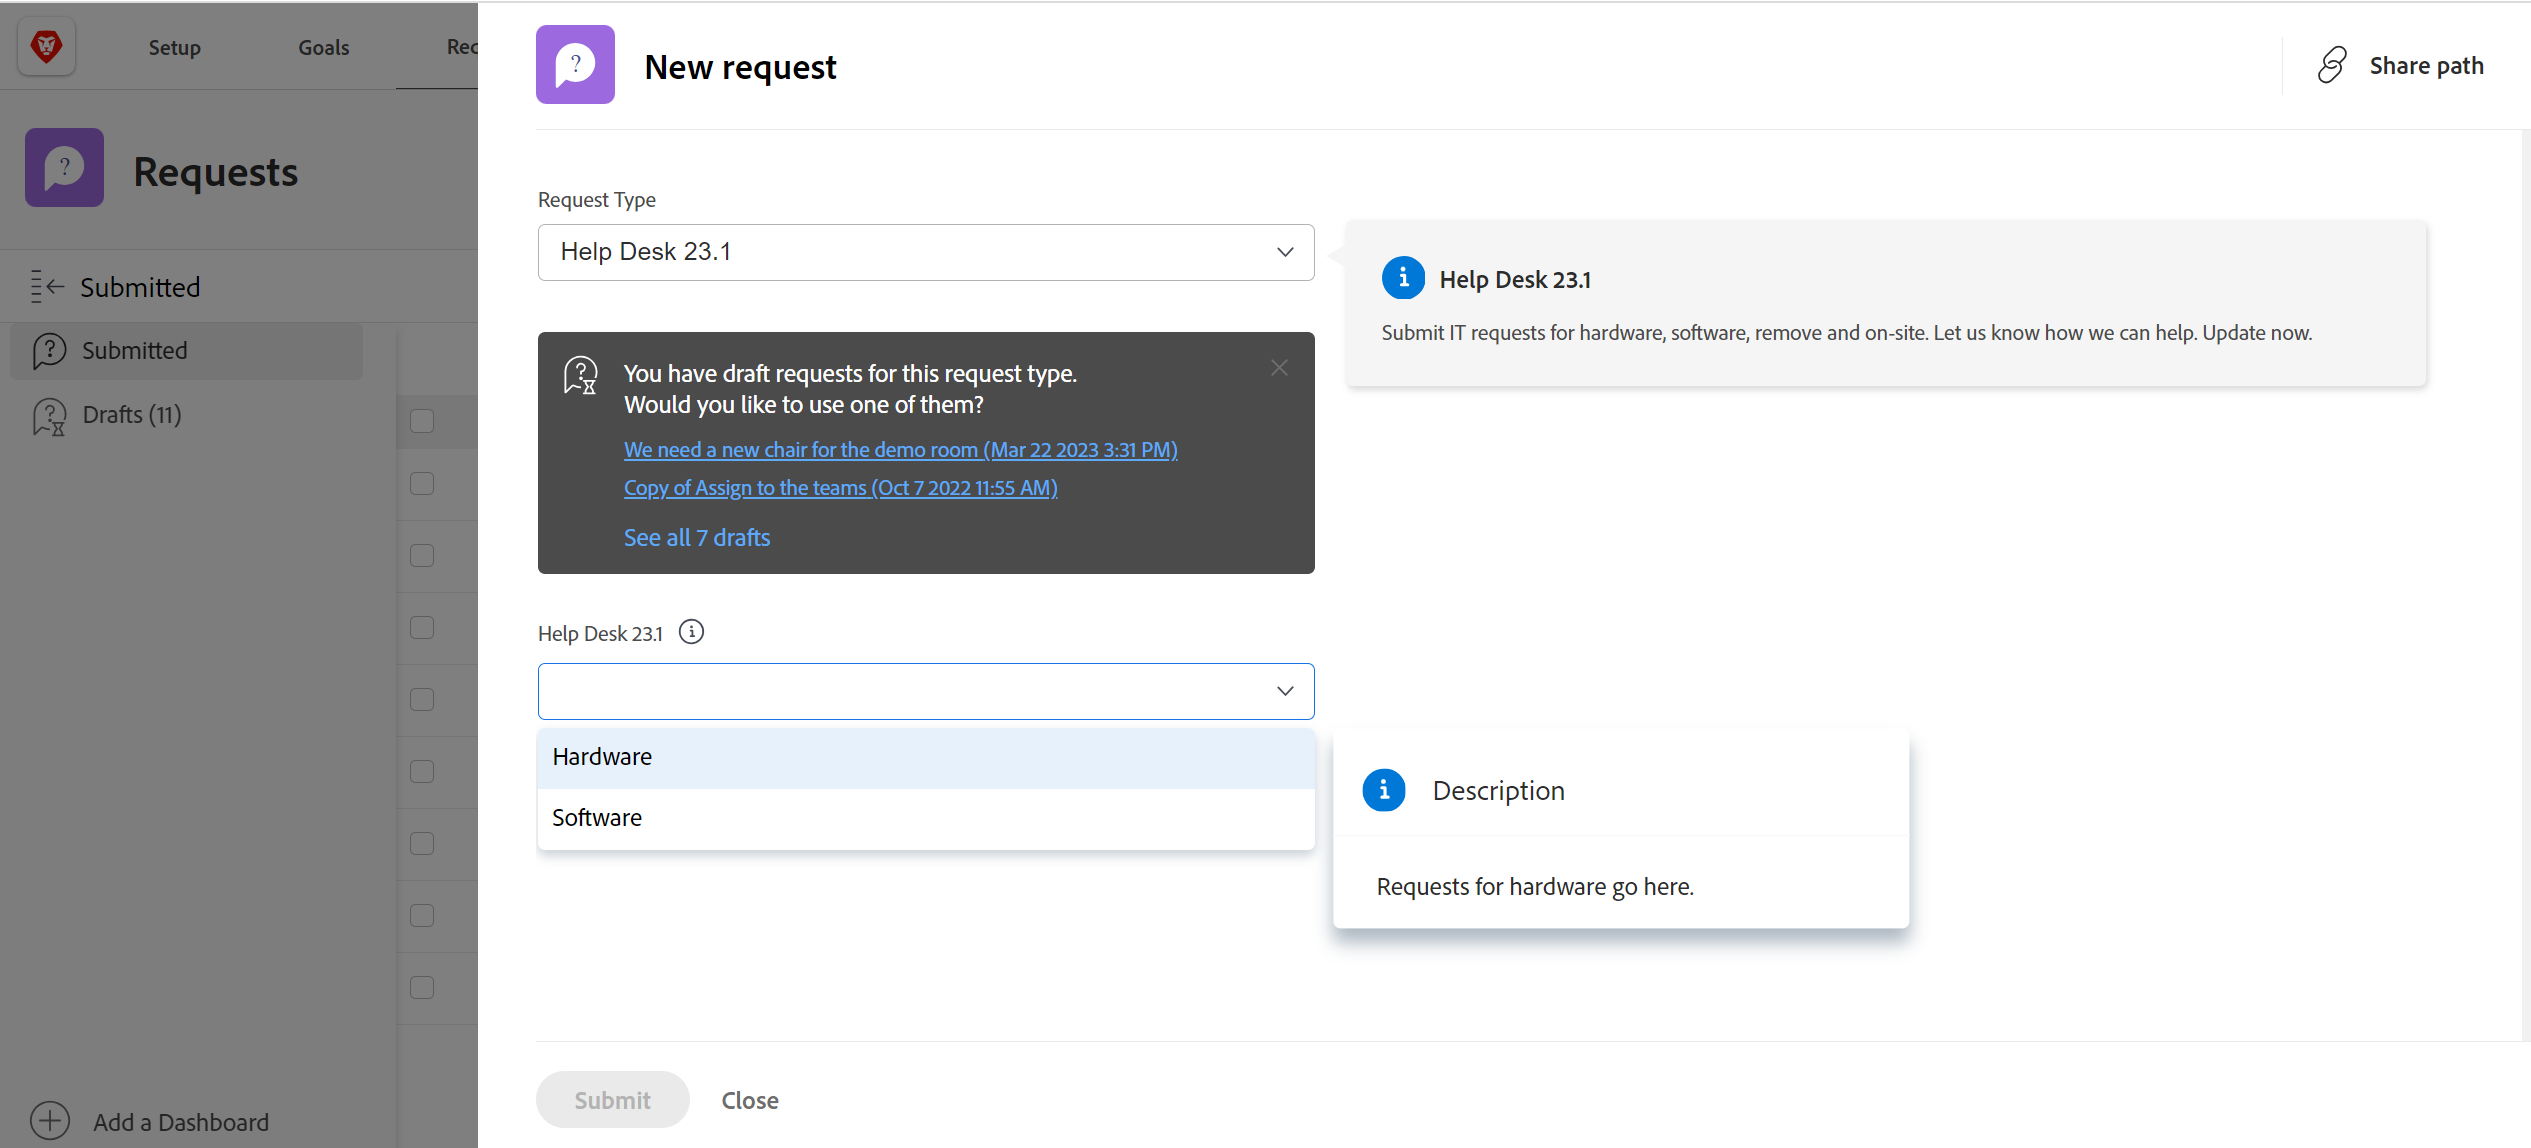 Setup
Goals
Requests
Submitted
Submitted
Drafts (11)
Add a Dashboard
New request
Share path
Request Type
Help Desk 23.1
Help Desk 23.1
Submit IT requests for hardware, software, remove and on-site. Let us know how we can help. Update now.
You have draft requests for this request type.
Would you like to use one of them?
We need a new chair for the demo room (Mar 22 2023 3:31 PM)
Copy of Assign to the teams (Oct 7 2022 11:55 AM)
See all 7 drafts
Help Desk 23.1
Hardware
Software
Description
Requests for hardware go here.
Submit
Close